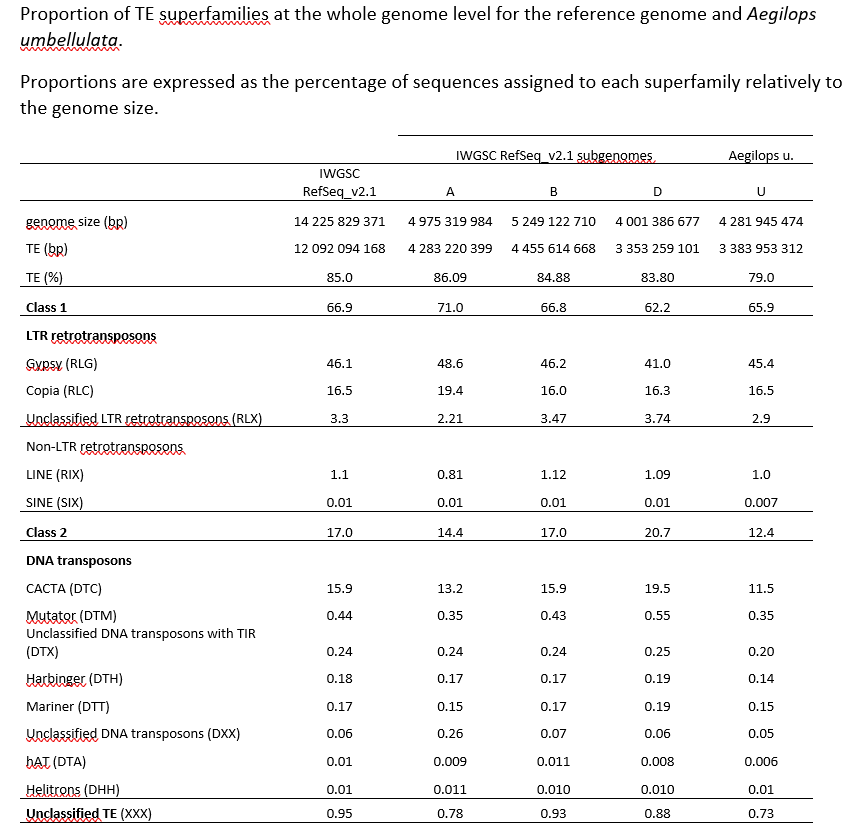 Proportion of TE superfamilies at the whole genome level for the reference genome and Aegilops
umbellulata.
Proportions are expressed as the percentage of sequences assigned to each superfamily relatively to
the genome size.
IWGSC RefSeq_v2.1 subgenomes Aegilops u.
IWGSC
RefSeq_v2.1 A B D U
genome size (bp) 14 225 829 371 4 975 319 984 5 249 122 710 4 001 386 677 4 281 945 474
TE (bp) 12 092 094 168 4 283 220 399 4 455 614 668 3 353 259 101 3 383 953 312
TE (%) 85.0 86.09 84.88 83.80 79.0
Class 1 66.9 71.0 66.8 62.2 65.9
LTR retrotransposons
Gypsy (RLG) 46.1 48.6 46.2 41.0 45.4
Copia (RLC) 16.5 19.4 16.0 16.3 16.5
Unclassified LTR retrotransposons (RLX) 3.3 2.21 3.47 3.74 2.9
Non-LTR retrotransposons
LINE (RIX) 1.1 0.81 1.12 1.09 1.0
SINE (SIX) 0.01 0.01 0.01 0.01 0.007
Class 2 17.0 14.4 17.0 20.7 12.4
DNA transposons
CACTA (DTC) 15.9 13.2 15.9 19.5 11.5
Mutator (DTM) 0.44 0.35 0.43 0.55 0.35
Unclassified DNA transposons with TIR
(DTX) 0.24 0.24 0.24 0.25 0.20
Harbinger (DTH) 0.18 0.17 0.17 0.19 0.14
Mariner (DTT) 0.17 0.15 0.17 0.19 0.15
Unclassified DNA transposons (DXX) 0.06 0.26 0.07 0.06 0.05
hAT (DTA) 0.01 0.009 0.011 0.008 0.006
Helitrons (DHH) 0.01 0.011 0.010 0.010 0.01
Unclassified TE (XXX) 0.95 0.78 0.93 0.88 0.73